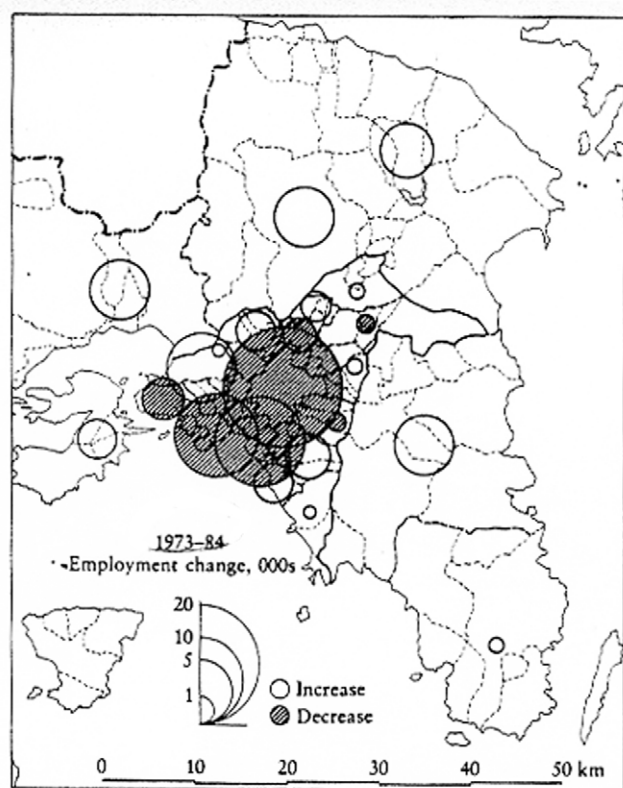 1973–84
Employment change, 000s
20
10
5
1
Increase
Decrease
0 10 20 30 40 50 km